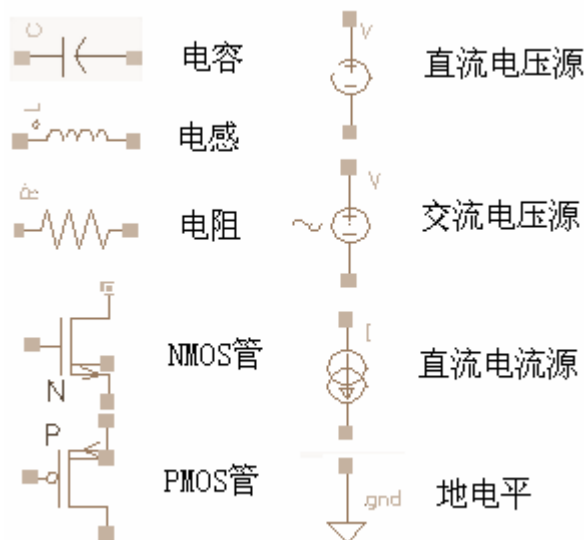 C 电容 V 直流电压源
L 电感
R 电阻 V 交流电压源
NMOS管
N
I 直流电流源
P PMOS管
gnd 地电平